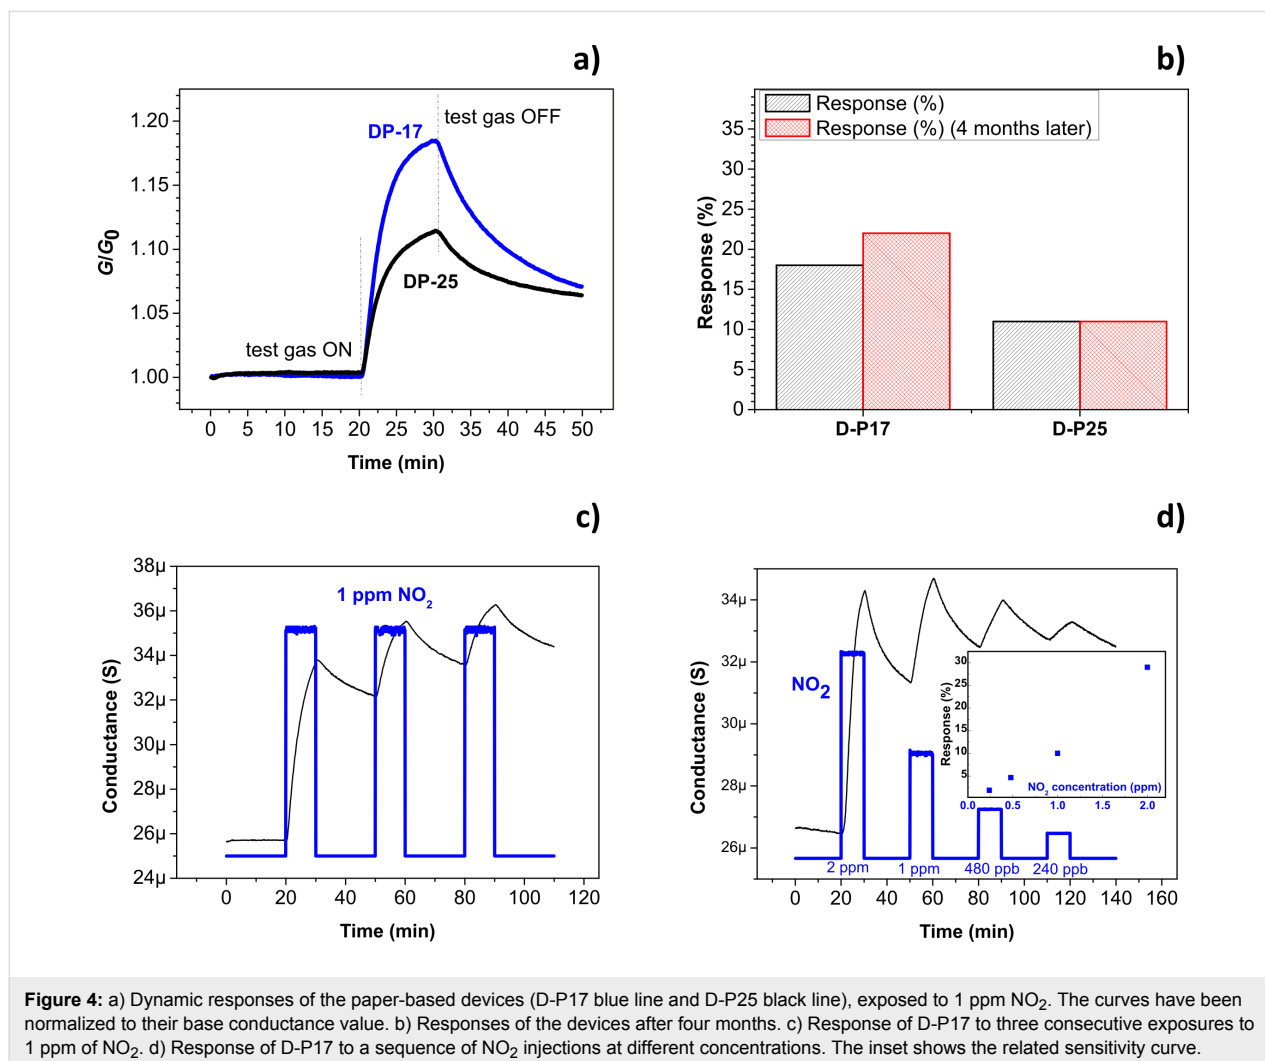 a)
test gas OFF
DP-17
DP-25
test gas ON
1.20
1.15
1.10
1.05
1.00
G/G0
0 5 10 15 20 25 30 35 40 45 50
Time (min)
b)
Response (%)
Response (%) (4 months later)
35
30
25
20
15
10
5
0
Response (%)
D-P17 D-P25
c)
1 ppm NO2
38µ
36µ
34µ
32µ
30µ
28µ
26µ
24µ
Conductance (S)
0 20 40 60 80 100 120
Time (min)
d)
34µ
32µ
30µ
28µ
26µ
Conductance (S)
NO2
2 ppm 1 ppm 480 ppb 240 ppb
0 20 40 60 80 100 120 140 160
Time (min)
30
25
20
15
10
5
Response (%)
NO2 concentration (ppm)
0.0 0.5 1.0 1.5 2.0
Figure 4: a) Dynamic responses of the paper-based devices (D-P17 blue line and D-P25 black line), exposed to 1 ppm NO2. The curves have been
normalized to their base conductance value. b) Responses of the devices after four months. c) Response of D-P17 to three consecutive exposures to
1 ppm of NO2. d) Response of D-P17 to a sequence of NO2 injections at different concentrations. The inset shows the related sensitivity curve.